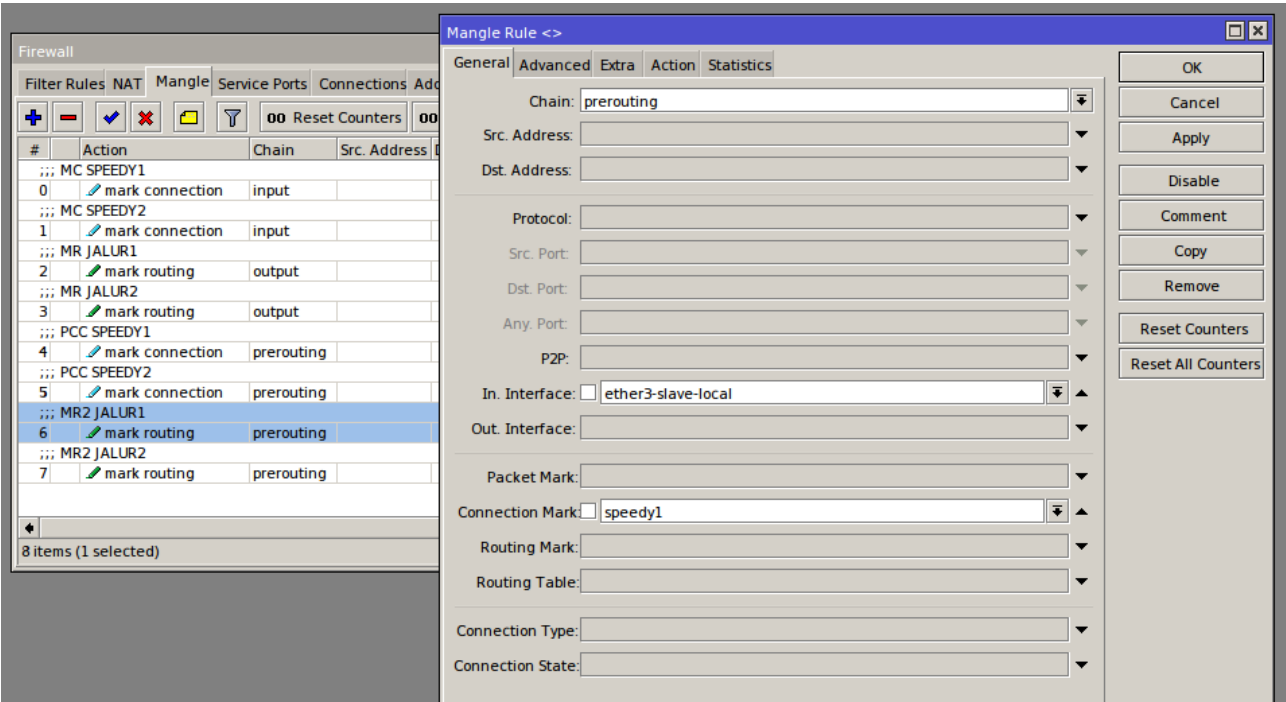 Firewall
Filter Rules NAT Mangle Service Ports Connections
00 Reset Counters 00
# Action Chain Src. Address
;;; MC SPEEDY1
0 mark connection input
;;; MC SPEEDY2
1 mark connection input
;;; MR JALUR1
2 mark routing output
;;; MR JALUR2
3 mark routing output
;;; PCC SPEEDY1
4 mark connection prerouting
;;; PCC SPEEDY2
5 mark connection prerouting
;;; MR2 JALUR1
6 mark routing prerouting
;;; MR2 JALUR2
7 mark routing prerouting
8 items (1 selected)
Mangle Rule <>
General Advanced Extra Action Statistics
Chain: prerouting
Src. Address:
Dst. Address:
Protocol:
Src. Port:
Dst. Port:
Any. Port:
P2P:
In. Interface: ether3-slave-local
Out. Interface:
Packet Mark:
Connection Mark: speedy1
Routing Mark:
Routing Table:
Connection Type:
Connection State:
OK
Cancel
Apply
Disable
Comment
Copy
Remove
Reset Counters
Reset All Counters